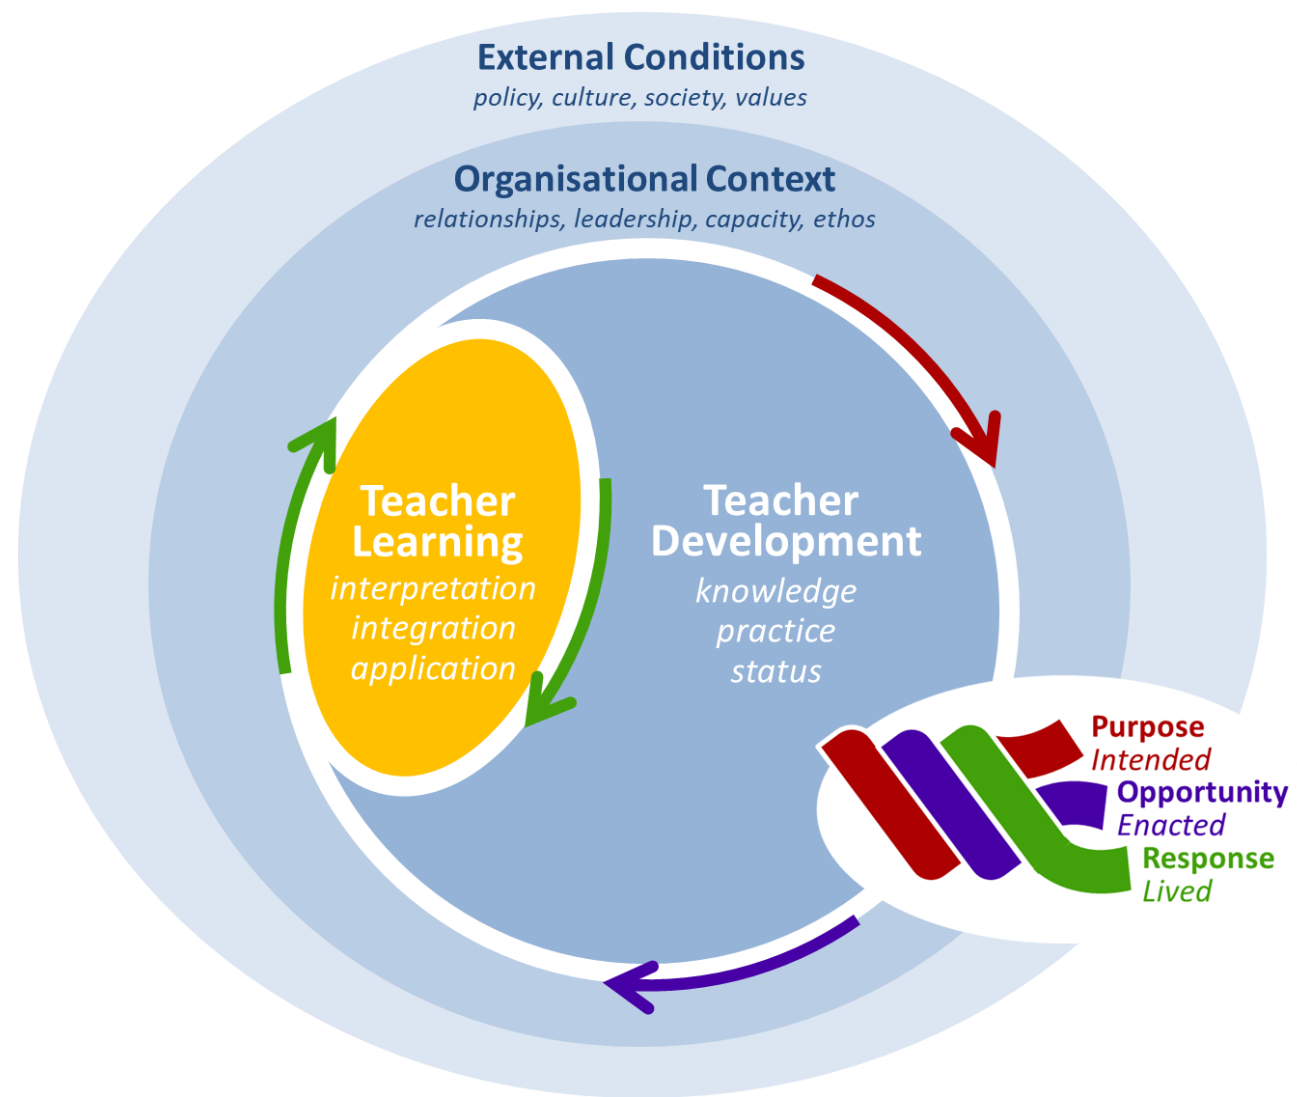 External Conditions
policy, culture, society, values
Organisational Context
relationships, leadership, capacity, ethos
Teacher
Learning
interpretation
integration
application
Teacher
Development
knowledge
practice
status
Purpose
Intended
Opportunity
Enacted
Response
Lived